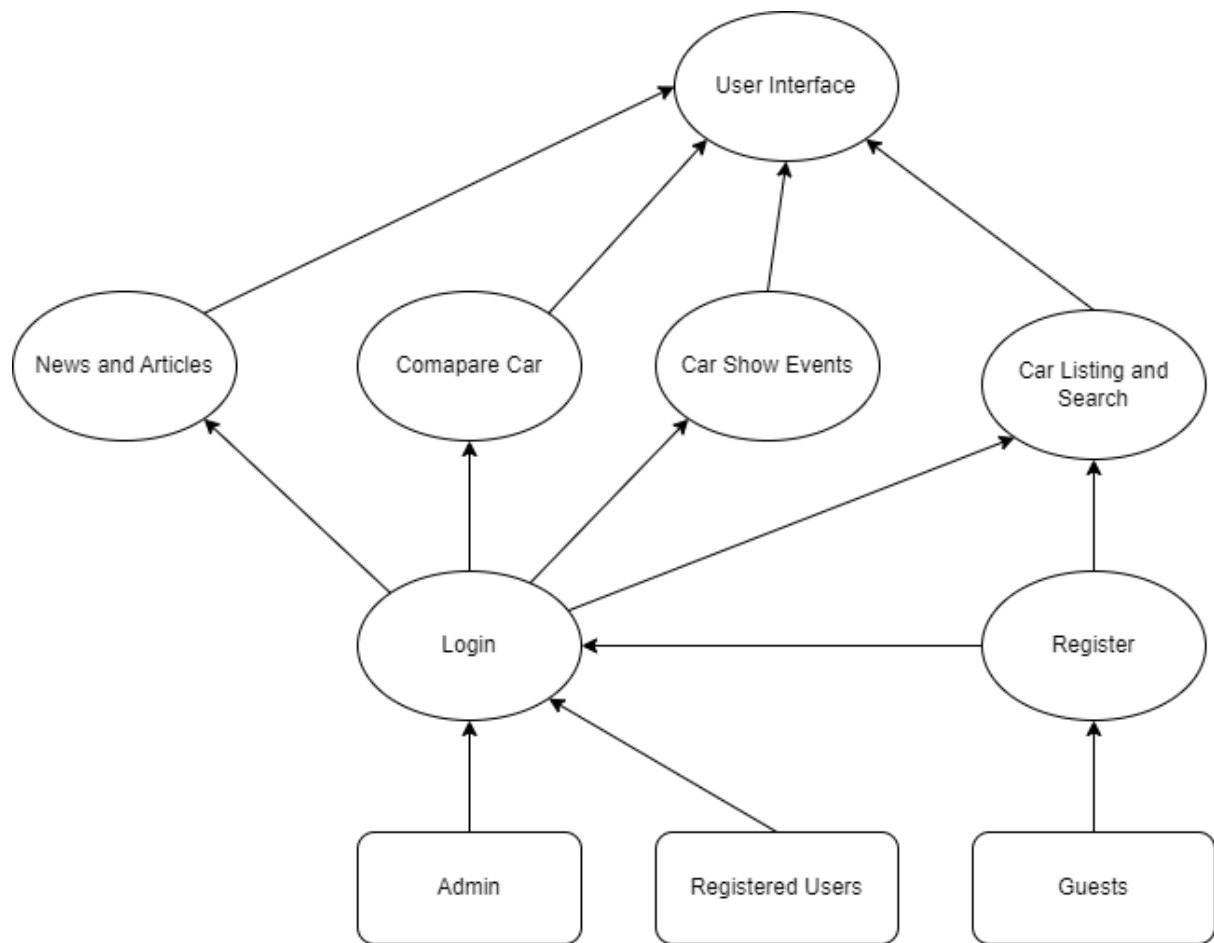 User Interface
News and Articles
Comapare Car
Car Show Events
Car Listing and
Search
Login
Register
Admin
Registered Users
Guests